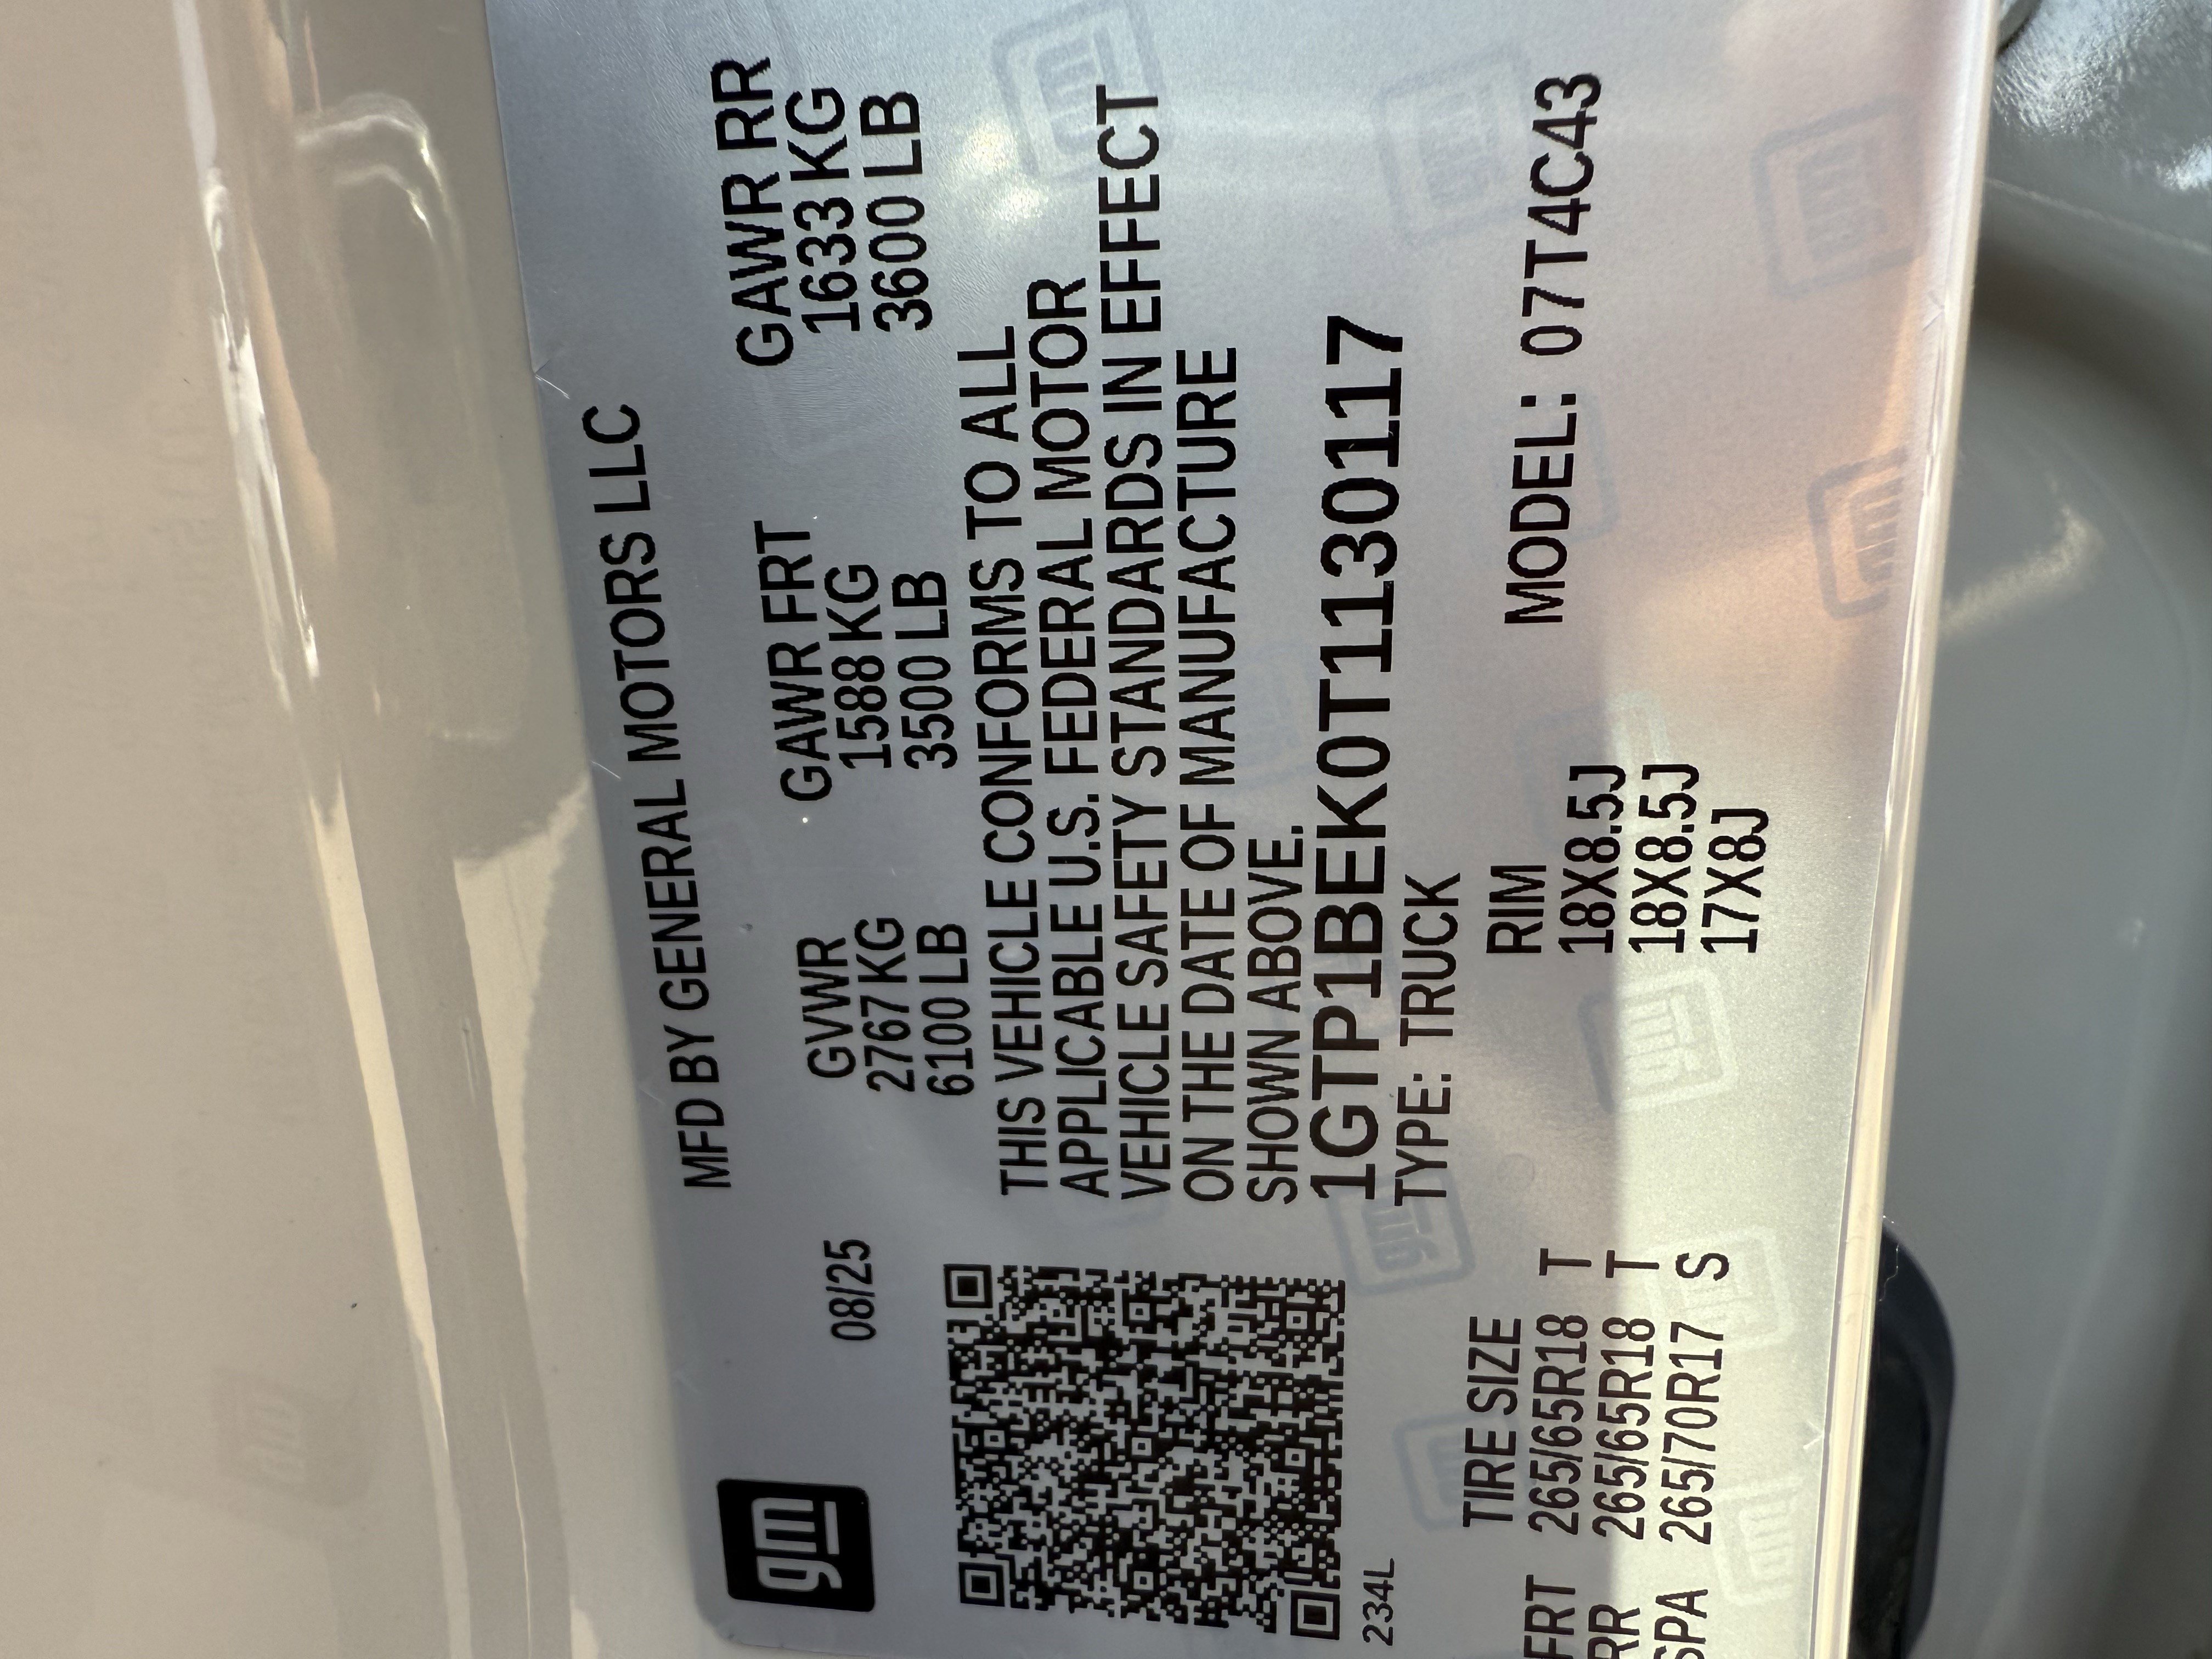 gm
MFD BY GENERAL MOTORS LLC
08/25
GVWR GAWR FRT GAWR RR
2767 KG 1588 KG 1633 KG
6100 LB 3500 LB 3600 LB
THIS VEHICLE CONFORMS TO ALL
APPLICABLE U.S. FEDERAL MOTOR
VEHICLE SAFETY STANDARDS IN EFFECT
ON THE DATE OF MANUFACTURE
SHOWN ABOVE.
1GTP1BEK0T1130117
234L
TYPE: TRUCK MODEL: 07T4C43
TIRE SIZE RIM
FRT 265/65R18 T 18X8.5J
RR 265/65R18 T 18X8.5J
SPA 265/70R17 S 17X8J